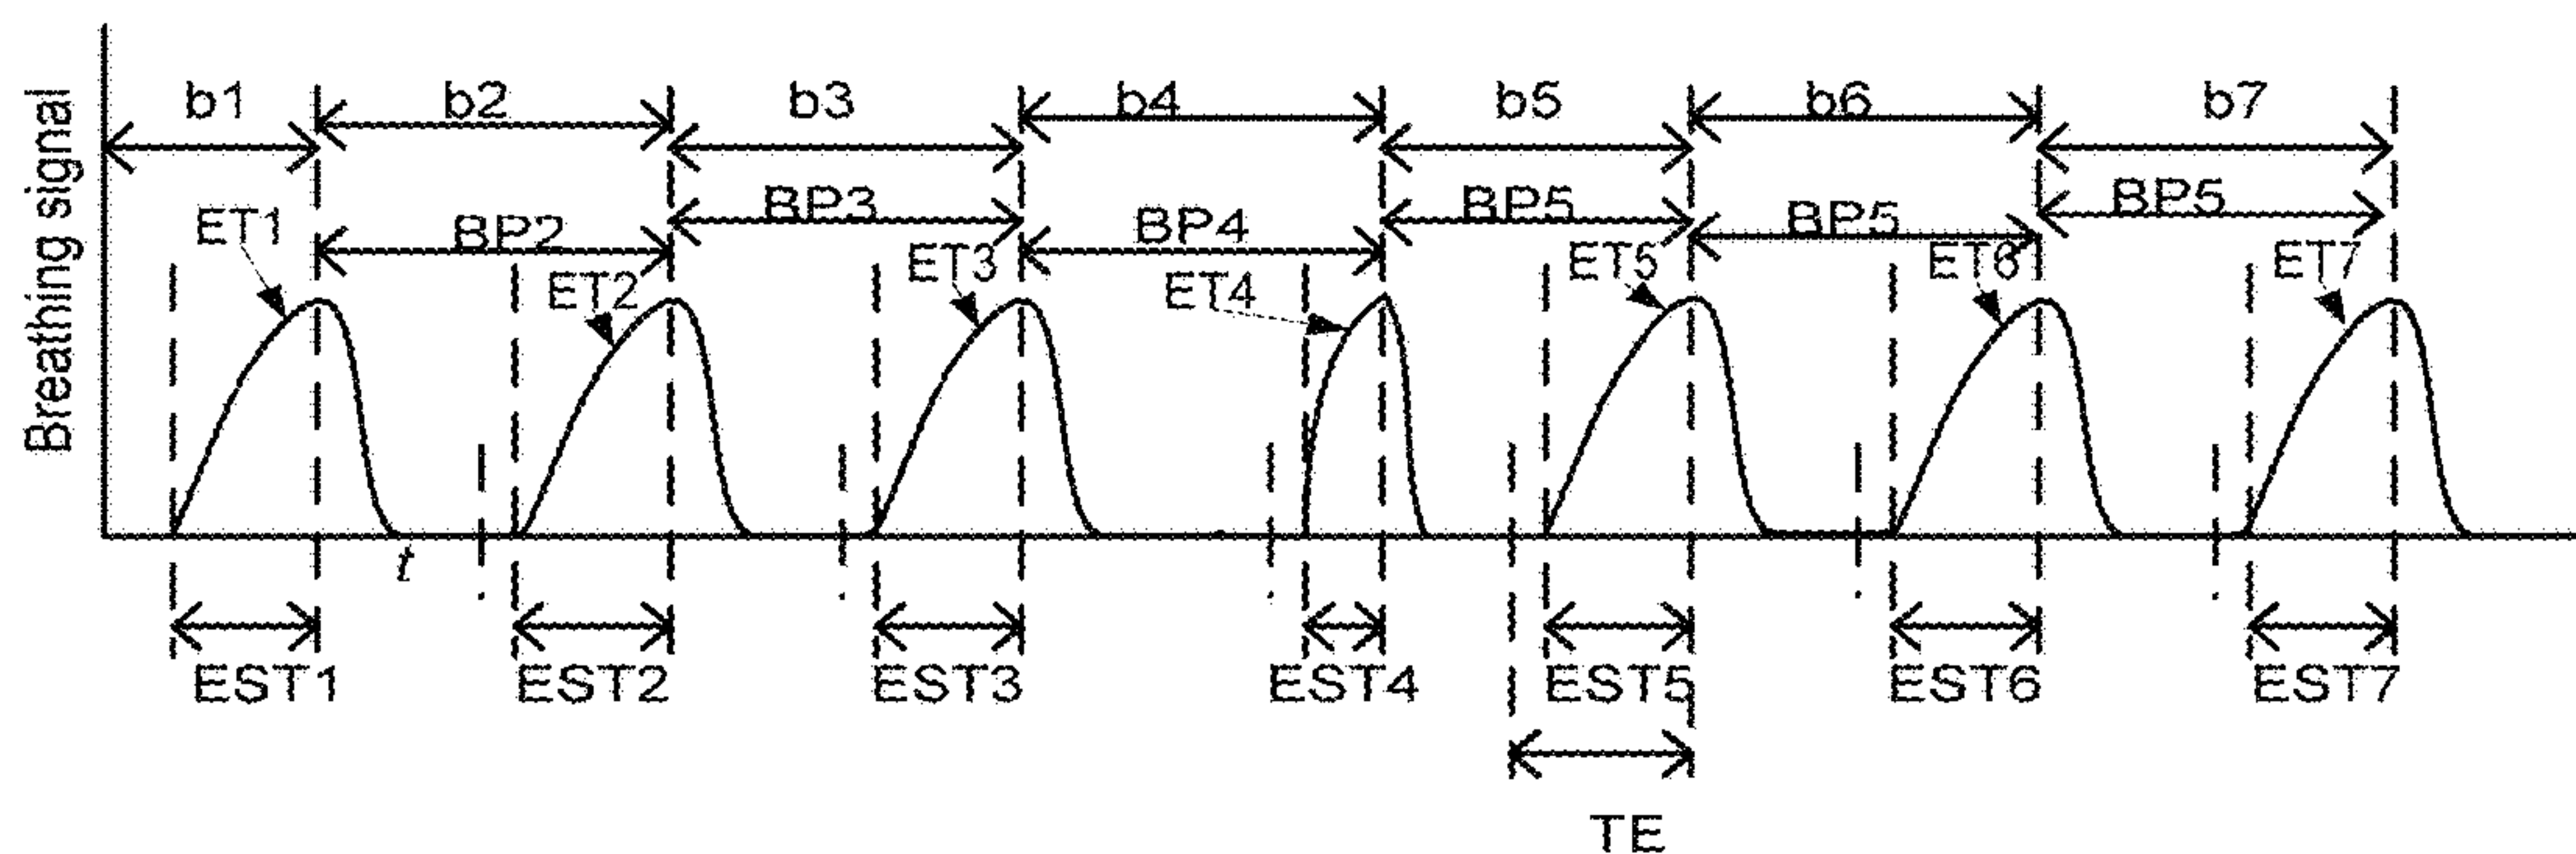 Breathing signal
b1 b2 b3 b4 b5 b6 b7
BP2 BP3 BP4 BP5 BP5 BP5
ET1 ET2 ET3 ET4 ET5 ET6 ET7
t
EST1 EST2 EST3 EST4 EST5 EST6 EST7
TE